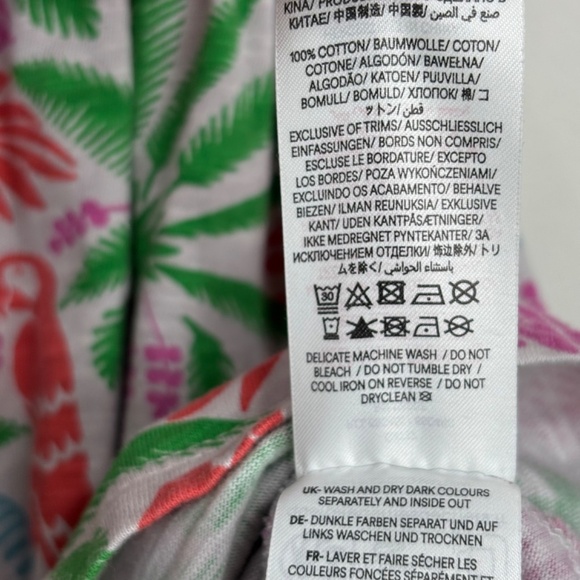 KITAE/ 中国制造/ 中國製/ صنع في الصين
100% COTTON/ BAUMWOLLE/ COTON/
COTONE/ ALGODÓN/ BAWEŁNA/
ALGODÃO/ KATOEN/ PUUVILLA/
BOMULL/ BOMULD/ ХЛОПОК/ 棉/ コ
ットン/ قطن/
EXCLUSIVE OF TRIMS/ AUSSCHLIESSLICH
EINFASSUNGEN/ BORDS NON COMPRIS/
ESCLUSE LE BORDATURE/ EXCEPTO
LOS BORDES/ POZA WYKOŃCZENIAMI/
EXCLUINDO OS ACABAMENTO/ BEHALVE
BIEZEN/ ILMAN REUNUKSIA/ EXKLUSIVE
KANT/ UDEN KANTPÅSÆTNINGER/
IKKE MEDREGNET PYNTEKANTER/ ЗА
ИСКЛЮЧЕНИЕМ ОТДЕЛКИ/ 饰边除外/ トリ
ムを除く/ باستثناء الحواشي/
30
DELICATE MACHINE WASH / DO NOT
BLEACH / DO NOT TUMBLE DRY /
COOL IRON ON REVERSE / DO NOT
DRYCLEAN
UK- WASH AND DRY DARK COLOURS
SEPARATELY AND INSIDE OUT
DE- DUNKLE FARBEN SEPARAT UND AUF
LINKS WASCHEN UND TROCKNEN
FR- LAVER ET FAIRE SÉCHER LES
COULEURS FONCÉES SÉPARÉMENT ET